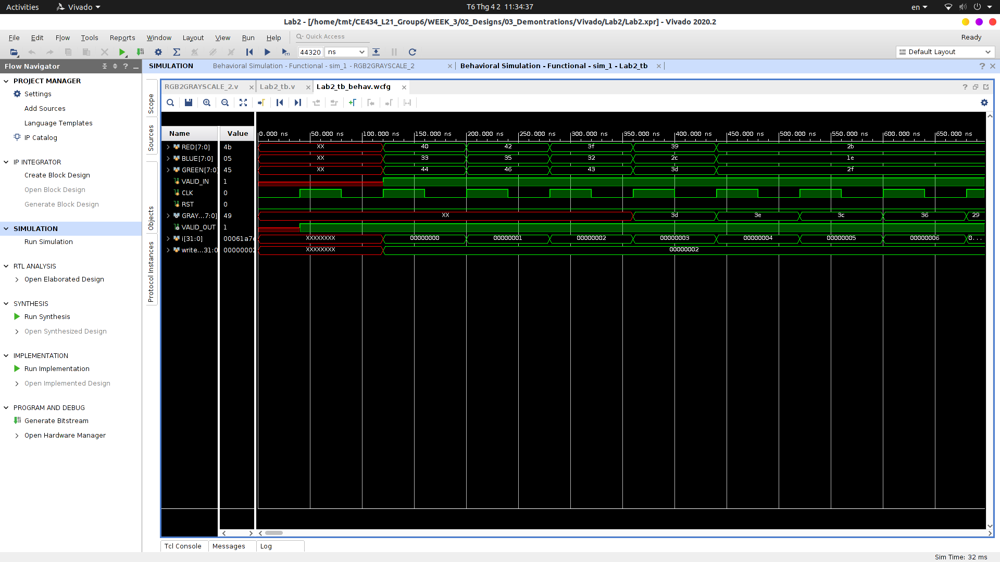 Activities Vivado T6 Thg 4 2 11:34:37 en
Lab2 - [/home/tmt/CE434_L21_Group6/WEEK_3/02_Designs/03_Demontrations/Vivado/Lab2/Lab2.xpr] - Vivado 2020.2
File Edit Flow Tools Reports Window Layout View Run Help Quick Access Ready
44320 ns Default Layout
Flow Navigator
SIMULATION Behavioral Simulation - Functional - sim_1 - RGB2GRAYSCALE_2 Behavioral Simulation - Functional - sim_1 - Lab2_tb
PROJECT MANAGER
Settings
Add Sources
Language Templates
IP Catalog
IP INTEGRATOR
Create Block Design
Open Block Design
Generate Block Design
SIMULATION
Run Simulation
RTL ANALYSIS
Open Elaborated Design
SYNTHESIS
Run Synthesis
Open Synthesized Design
IMPLEMENTATION
Run Implementation
Open Implemented Design
PROGRAM AND DEBUG
Generate Bitstream
Open Hardware Manager
Scope
Sources
Objects
Protocol Instances
RGB2GRAYSCALE_2.v Lab2_tb.v Lab2_tb_behav.wcfg
Name Value 0.000 ns 50.000 ns 100.000 ns 150.000 ns 200.000 ns 250.000 ns 300.000 ns 350.000 ns 400.000 ns 450.000 ns 500.000 ns 550.000 ns 600.000 ns 650.000 ns
RED[7:0] 4b XX 40 42 3f 39 2b
BLUE[7:0] 05 XX 33 35 32 2c 1e
GREEN[7:0] 45 XX 44 46 43 3d 2f
VALID_IN 1
CLK 0
RST 0
GRAY...7:0] 49 XX 3d 3e 3c 36 29
VALID_OUT 1
i[31:0] 00061a7e XXXXXXXX 00000000 00000001 00000002 00000003 00000004 00000005 00000006 0...
write...31:0 00000002 XXXXXXXX 00000002
Tcl Console Messages Log
Sim Time: 32 ms